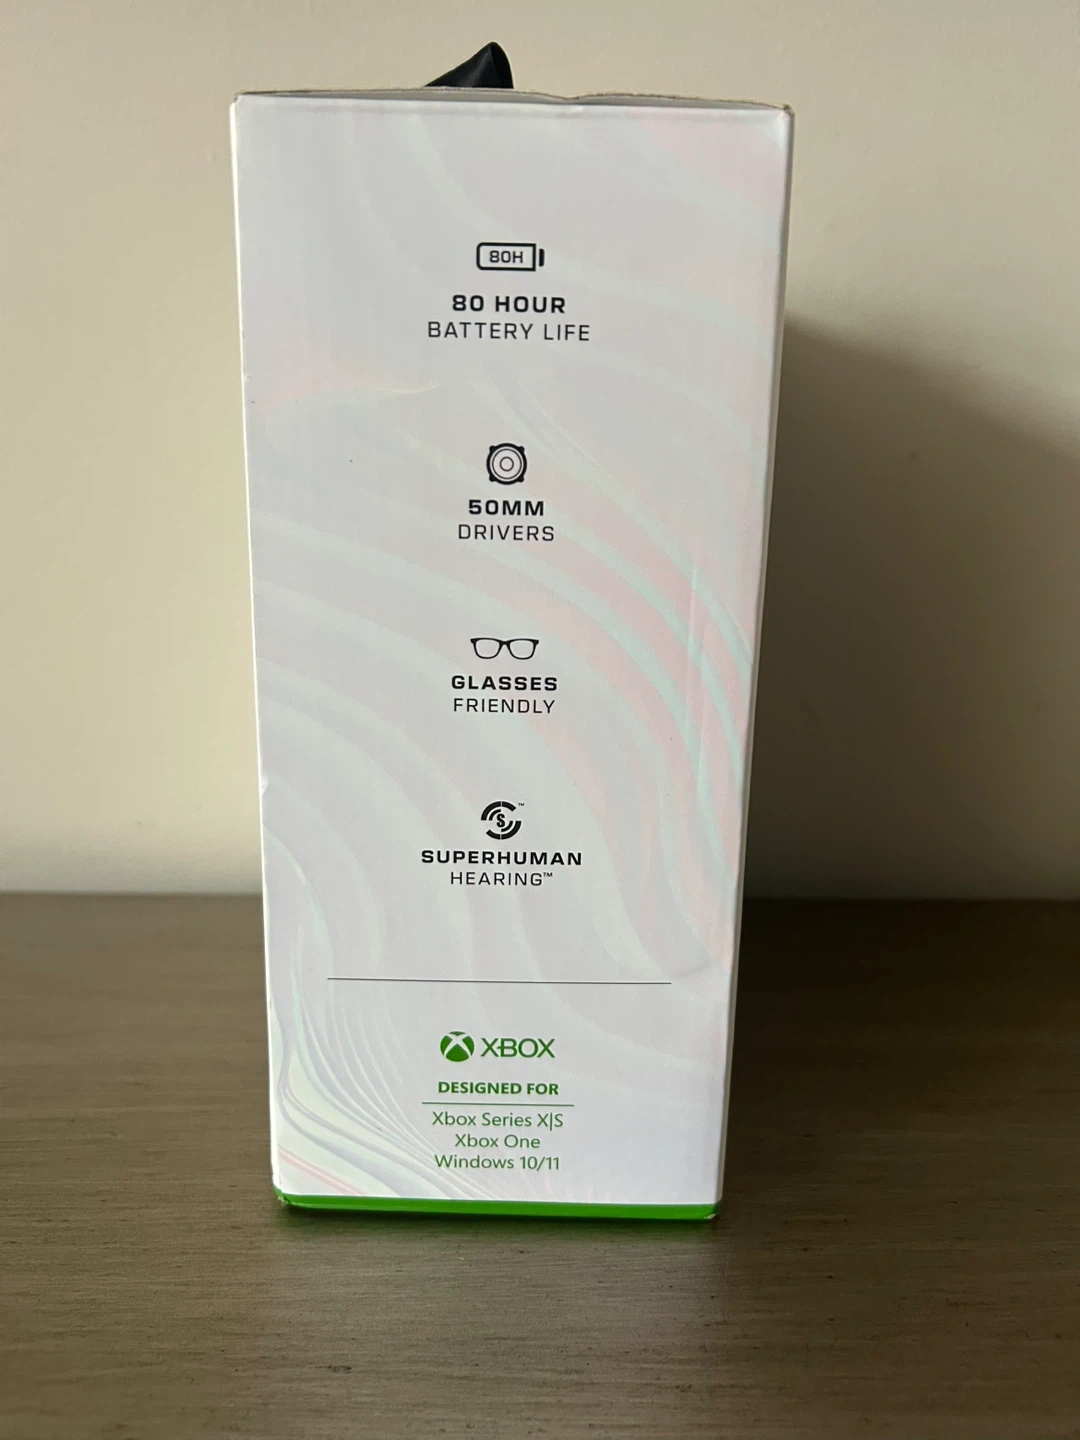 80H
80 HOUR
BATTERY LIFE
50MM
DRIVERS
GLASSES
FRIENDLY
S™
SUPERHUMAN
HEARING™
XBOX
DESIGNED FOR
Xbox Series X|S
Xbox One
Windows 10/11